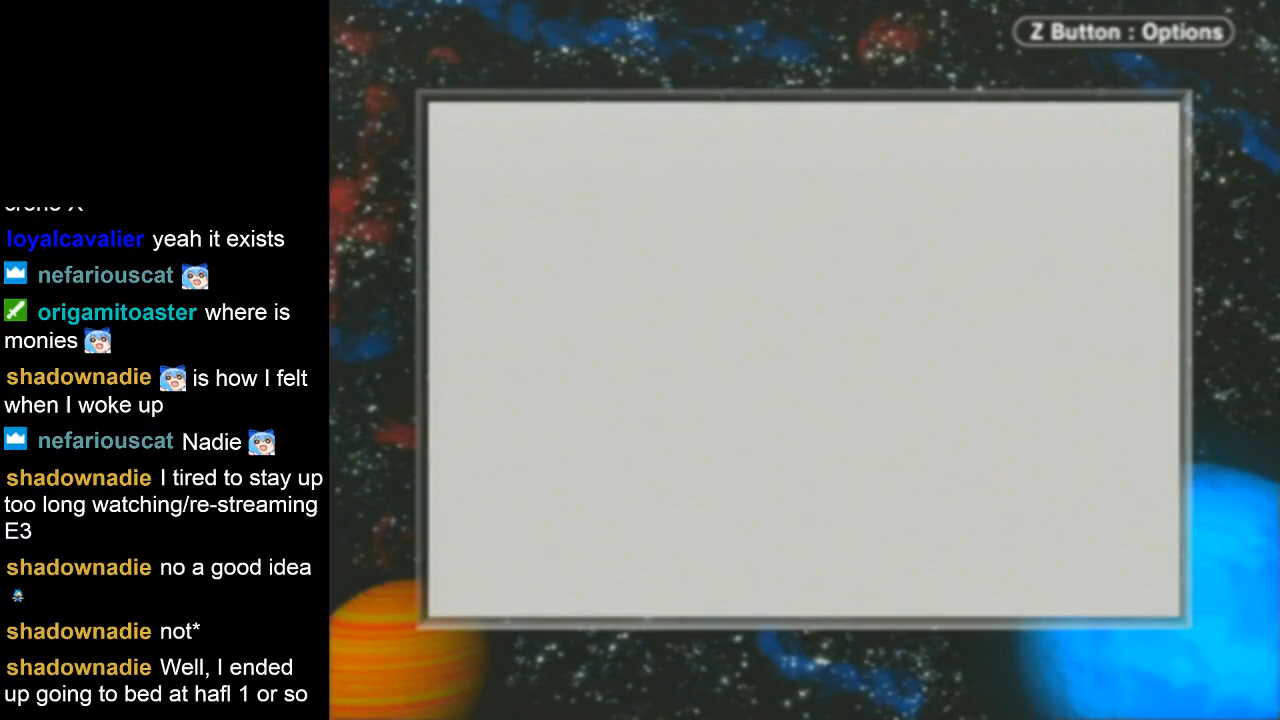 Z Button : Options
loyalcavalier yeah it exists
nefariouscat
origamitoaster where is
monies
shadownadie is how I felt
when I woke up
nefariouscat Nadie
shadownadie I tired to stay up
too long watching/re-streaming
E3
shadownadie no a good idea
shadownadie not*
shadownadie Well, I ended
up going to bed at hafl 1 or so